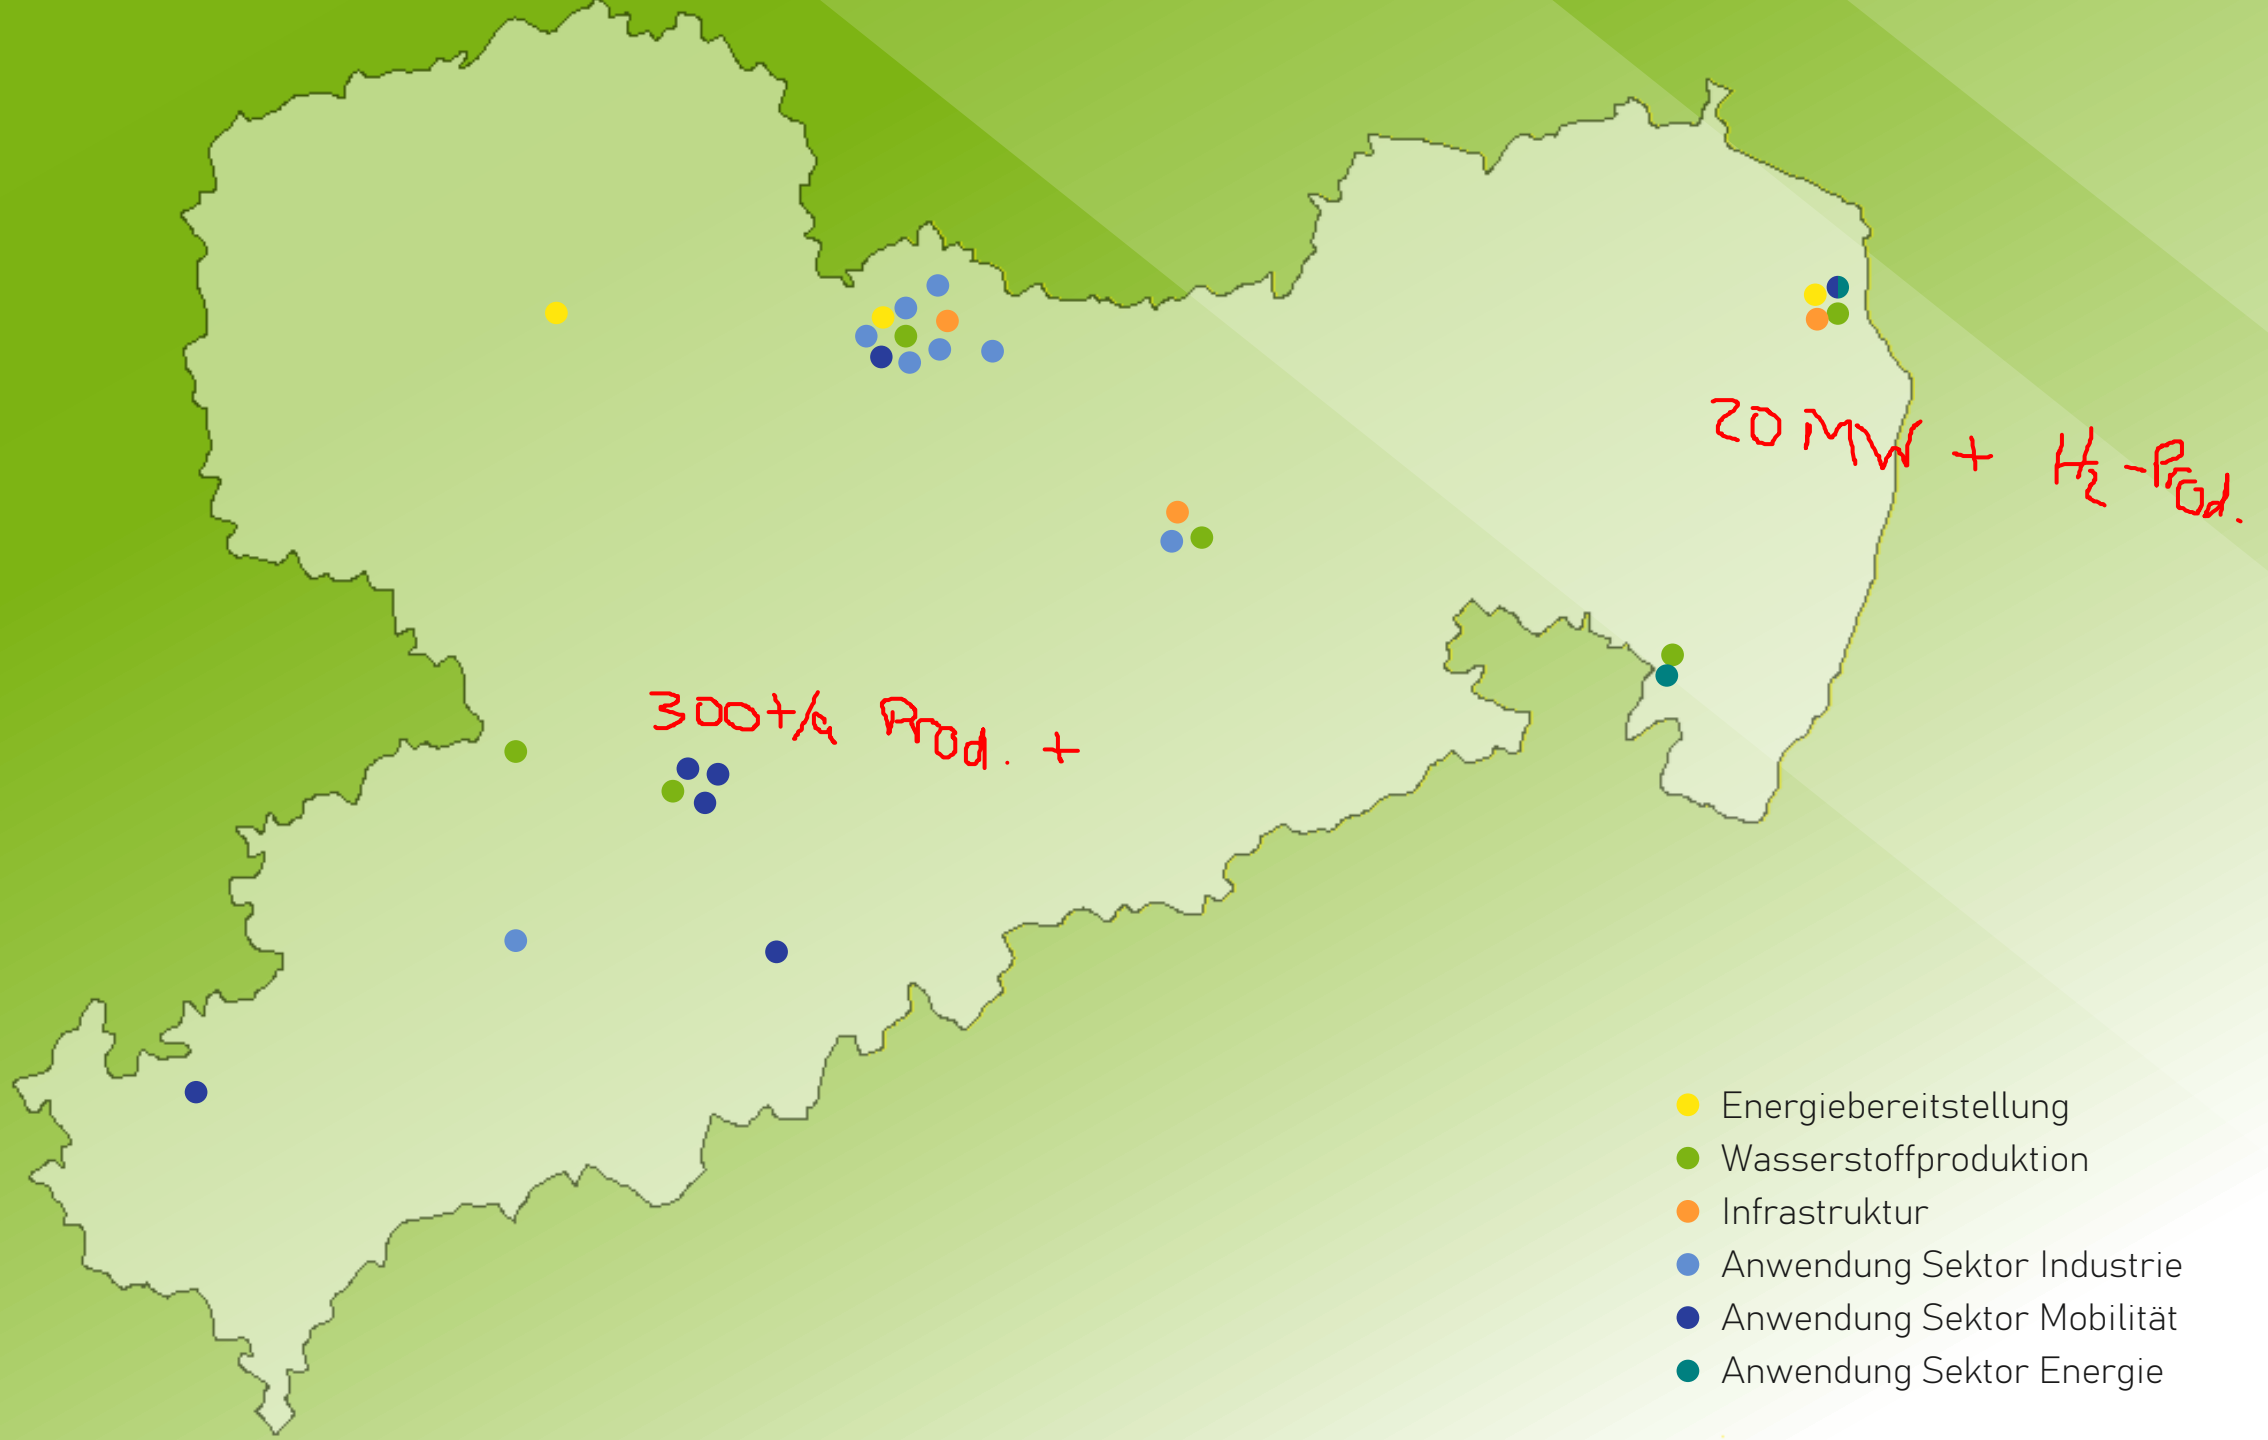 20 MW + H2-Prod.
300t/a Prod. +
Energiebereitstellung
Wasserstoffproduktion
Infrastruktur
Anwendung Sektor Industrie
Anwendung Sektor Mobilität
Anwendung Sektor Energie